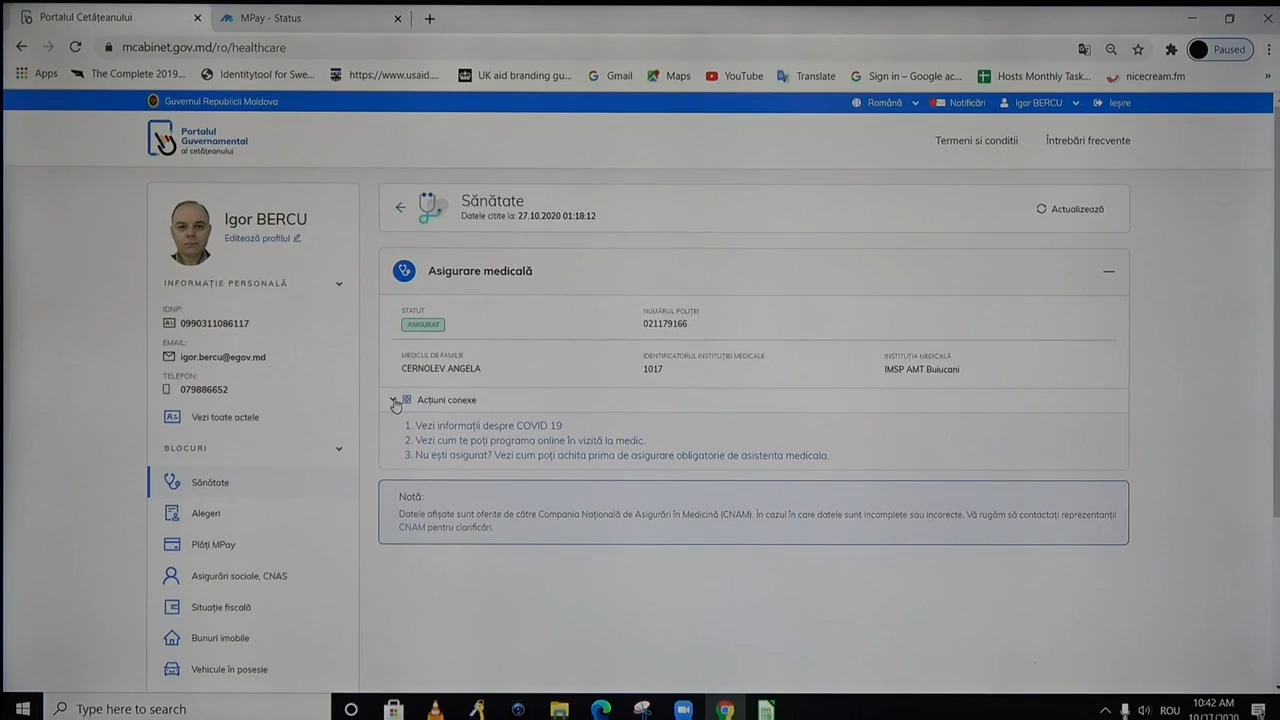 Portalul Cetățeanului
MPay - Status
mcabinet.gov.md/ro/healthcare
Paused
Apps
The Complete 2019...
Identitytool for Swe...
https://www.usaid....
UK aid branding gu...
Gmail
Maps
YouTube
Translate
Sign in – Google ac...
Hosts Monthly Task...
nicecream.fm
»
Guvernul Republicii Moldova
Română
Notificări
Igor BERCU
Ieșire
Portalul
Guvernamental
al cetățeanului
Termeni si conditii
Întrebări frecvente
Igor BERCU
Editează profilul
INFORMAȚIE PERSONALĂ
IDNP:
0990311086117
EMAIL:
igor.bercu@egov.md
TELEFON:
079886652
Vezi toate actele
BLOCURI
Sănătate
Alegeri
Plăți MPay
Asigurări sociale, CNAS
Situație fiscală
Bunuri imobile
Vehicule în posesie
Sănătate
Datele citite la: 27.10.2020 01:18:12
Actualizează
Asigurare medicală
STATUT
ASIGURAT
NUMĂRUL POLIȚEI
021179166
MEDICUL DE FAMILIE
CERNOLEV ANGELA
IDENTIFICATORUL INSTITUȚIEI MEDICALE
1017
INSTITUȚIA MEDICALĂ
IMSP AMT Buiucani
Acțiuni conexe
1. Vezi informații despre COVID 19
2. Vezi cum te poți programa online în vizită la medic.
3. Nu ești asigurat? Vezi cum poți achita prima de asigurare obligatorie de asistenta medicala.
Notă:
Datele afișate sunt oferite de către Compania Națională de Asigurări în Medicină (CNAM). În cazul în care datele sunt incomplete sau incorecte, Vă rugăm să contactați reprezentanții
CNAM pentru clarificări.
Type here to search
ROU
10:42 AM
10/27/2020